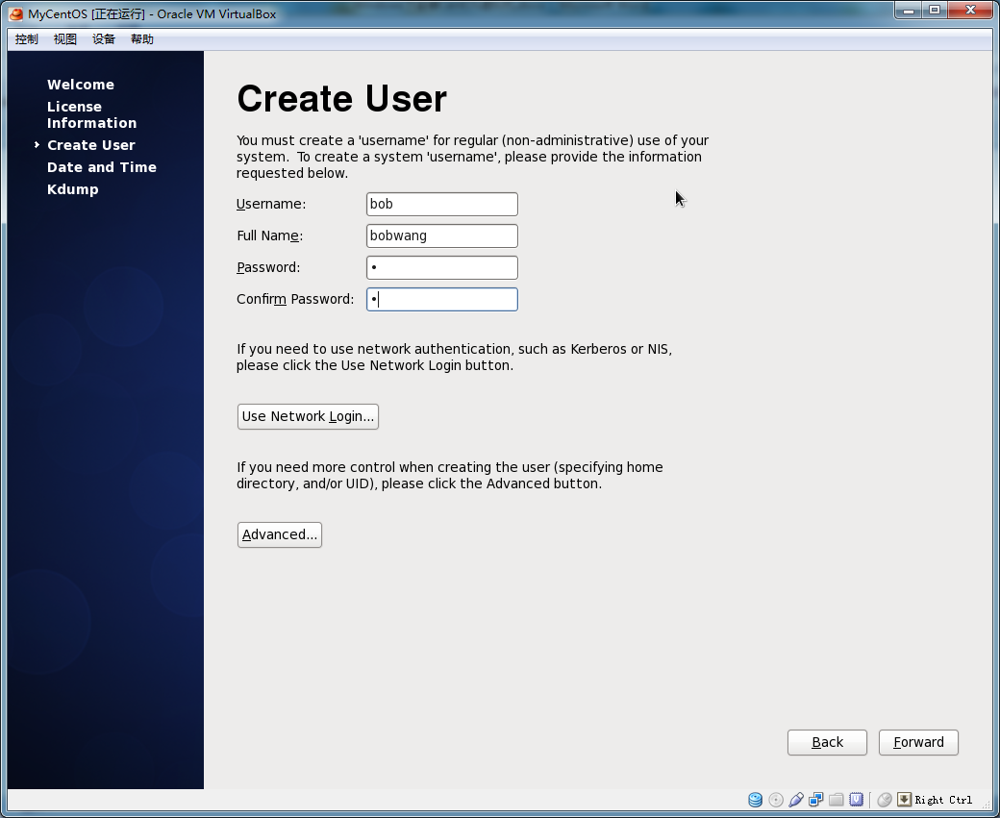 MyCentOS [正在运行] - Oracle VM VirtualBox
控制 视图 设备 帮助
Welcome
License
Information
Create User
Date and Time
Kdump
Create User
You must create a 'username' for regular (non-administrative) use of your
system.  To create a system 'username', please provide the information
requested below.
Username: bob
Full Name: bobwang
Password: •
Confirm Password: •
If you need to use network authentication, such as Kerberos or NIS,
please click the Use Network Login button.
Use Network Login...
If you need more control when creating the user (specifying home
directory, and/or UID), please click the Advanced button.
Advanced...
Back Forward
Right Ctrl